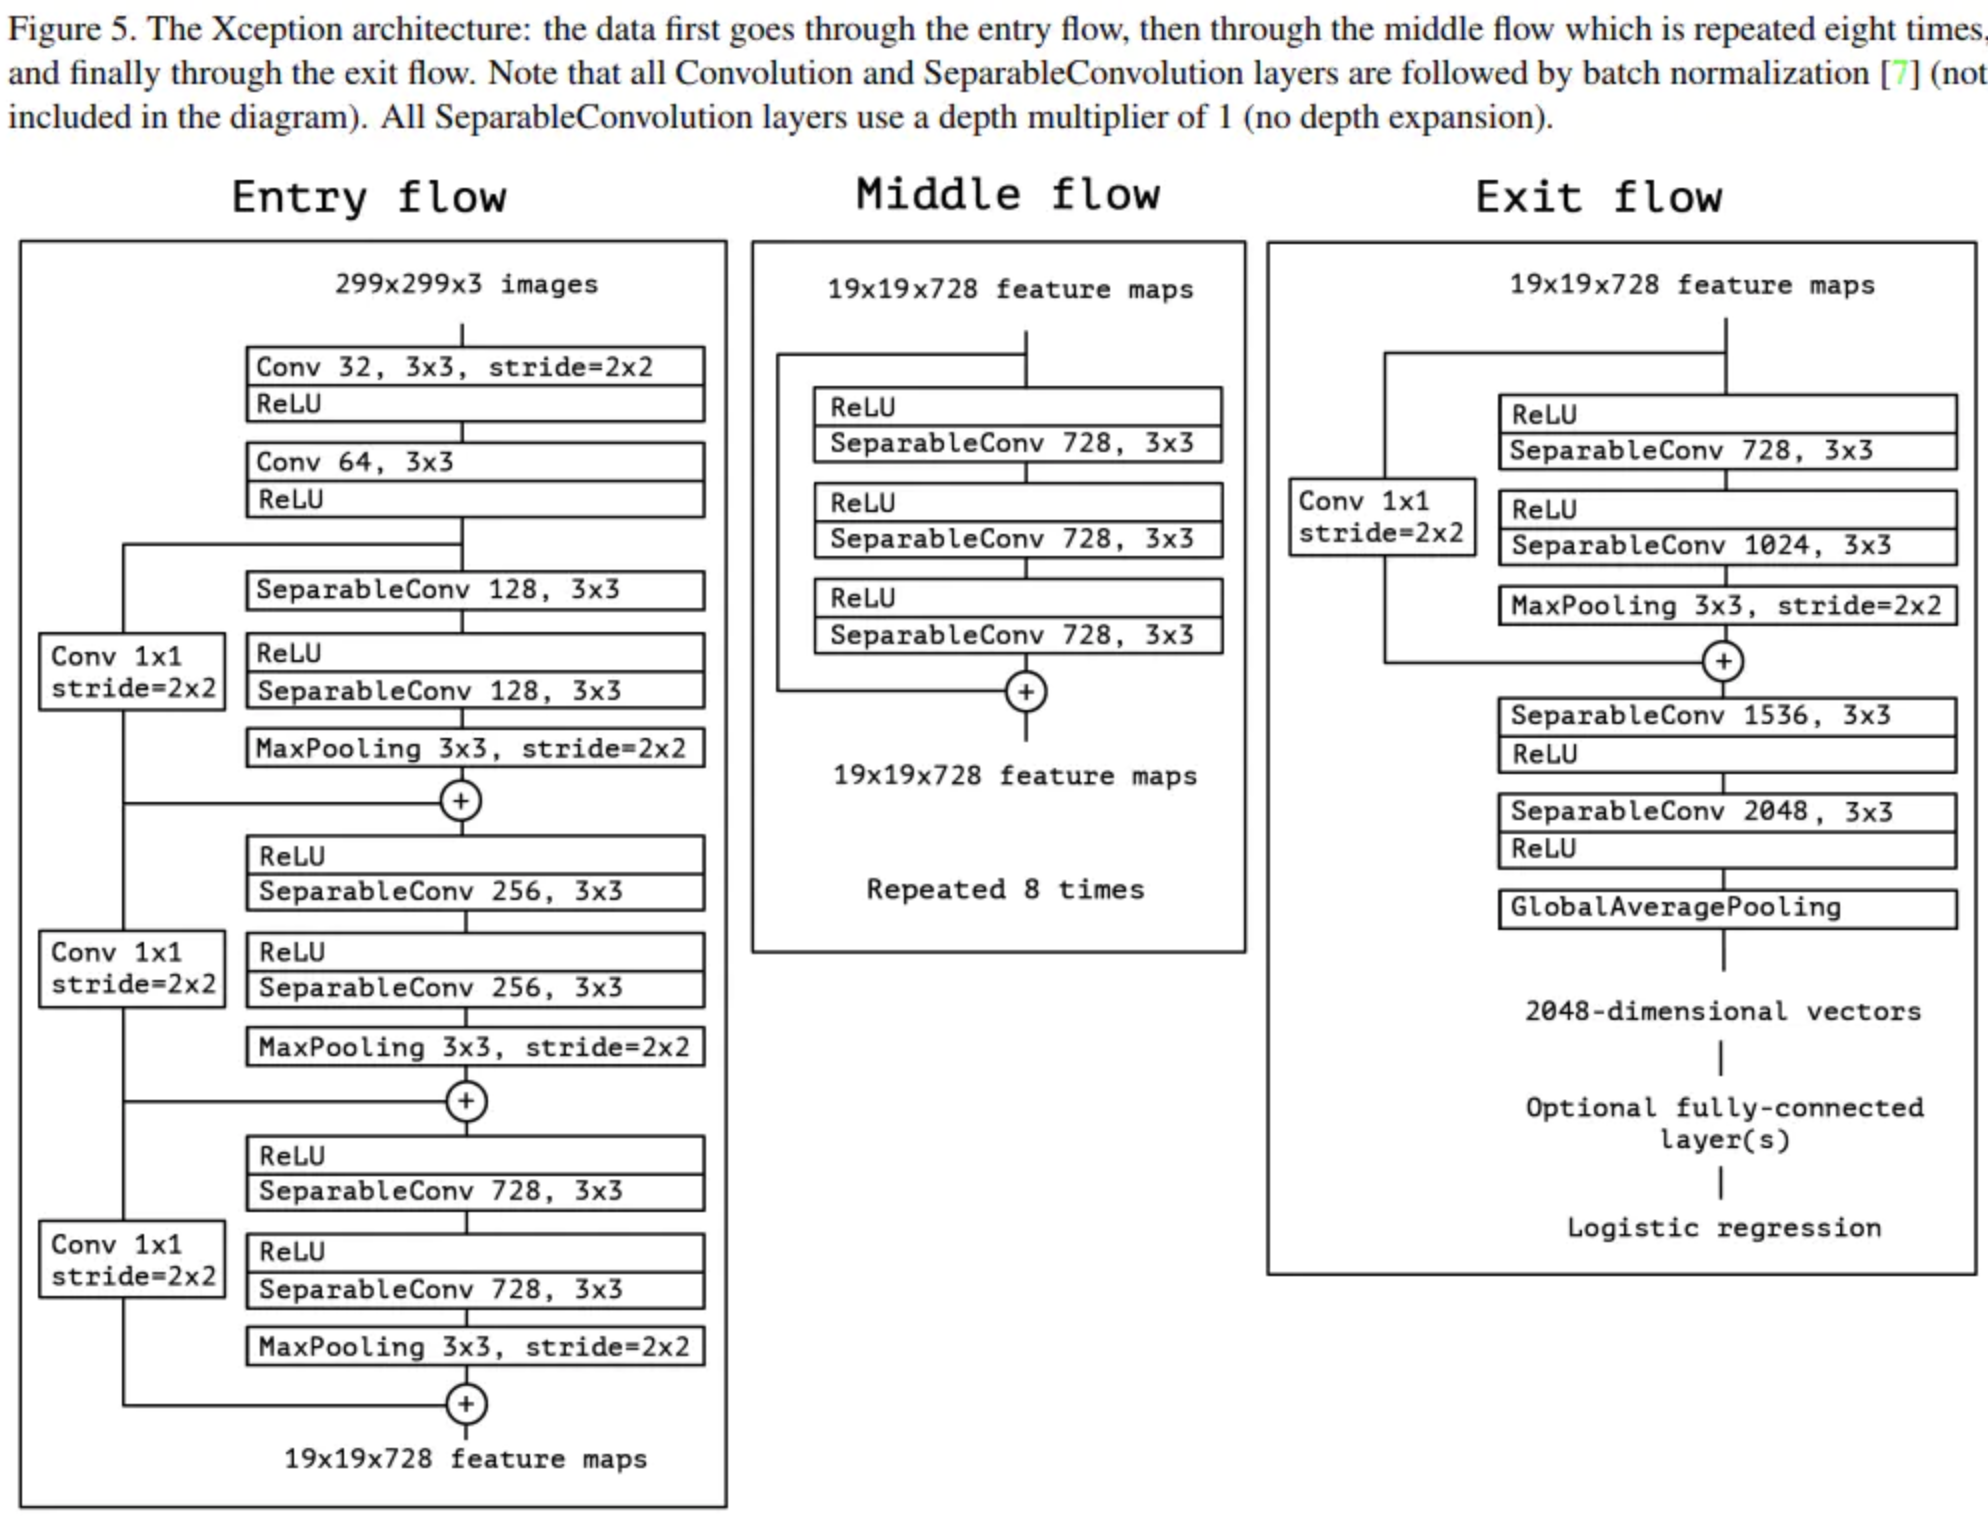 Figure 5. The Xception architecture: the data first goes through the entry flow, then through the middle flow which is repeated eight times,
and finally through the exit flow. Note that all Convolution and SeparableConvolution layers are followed by batch normalization [7] (not
included in the diagram). All SeparableConvolution layers use a depth multiplier of 1 (no depth expansion).
Entry flow
299x299x3 images
Conv 32, 3x3, stride=2x2
ReLU
Conv 64, 3x3
ReLU
SeparableConv 128, 3x3
Conv 1x1
stride=2x2
ReLU
SeparableConv 128, 3x3
MaxPooling 3x3, stride=2x2
+
ReLU
SeparableConv 256, 3x3
Conv 1x1
stride=2x2
ReLU
SeparableConv 256, 3x3
MaxPooling 3x3, stride=2x2
+
ReLU
SeparableConv 728, 3x3
Conv 1x1
stride=2x2
ReLU
SeparableConv 728, 3x3
MaxPooling 3x3, stride=2x2
+
19x19x728 feature maps
Middle flow
19x19x728 feature maps
ReLU
SeparableConv 728, 3x3
ReLU
SeparableConv 728, 3x3
ReLU
SeparableConv 728, 3x3
+
19x19x728 feature maps
Repeated 8 times
Exit flow
19x19x728 feature maps
ReLU
SeparableConv 728, 3x3
Conv 1x1
stride=2x2
ReLU
SeparableConv 1024, 3x3
MaxPooling 3x3, stride=2x2
+
SeparableConv 1536, 3x3
ReLU
SeparableConv 2048, 3x3
ReLU
GlobalAveragePooling
2048-dimensional vectors
Optional fully-connected
layer(s)
Logistic regression